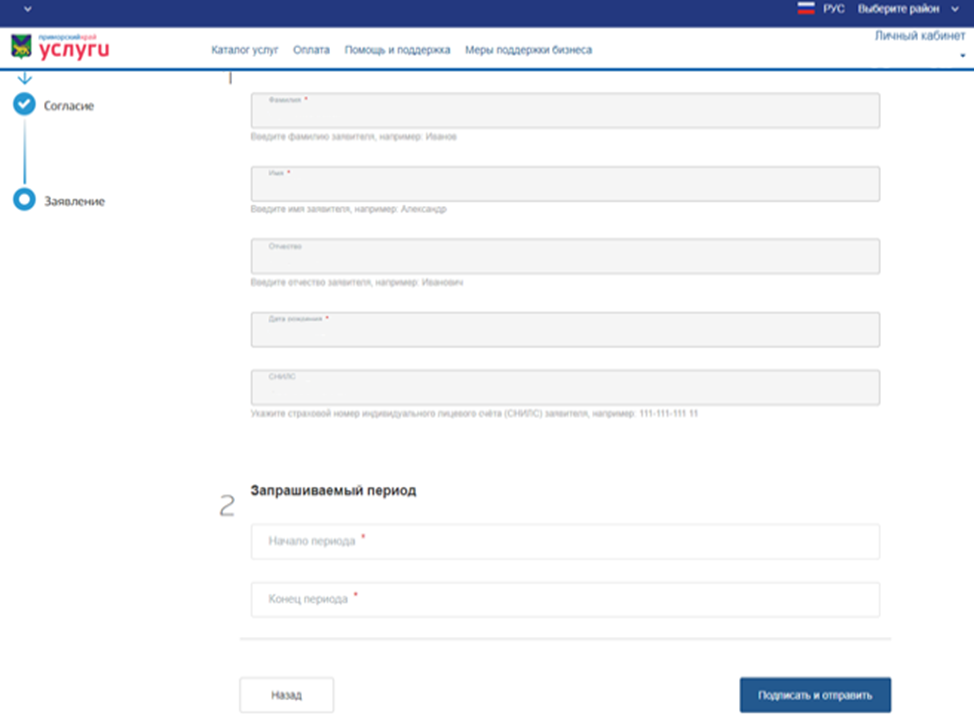 РУС Выберите район
приморскийкрай
услуги
Каталог услуг Оплата Помощь и поддержка Меры поддержки бизнеса
Личный кабинет
Согласие
Заявление
Фамилия *
Введите фамилию заявителя, например: Иванов
Имя *
Введите имя заявителя, например: Александр
Отчество
Введите отчество заявителя, например: Иванович
Дата рождения *
СНИЛС
Укажите страховой номер индивидуального лицевого счёта (СНИЛС) заявителя, например: 111-111-111 11
2 Запрашиваемый период
Начало периода *
Конец периода *
Назад
Подписать и отправить